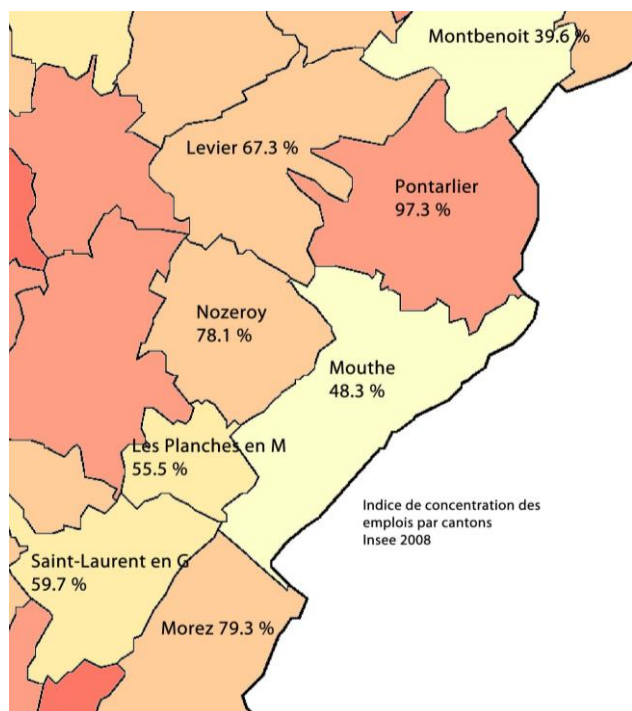 Montbenoit 39.6 %
Levier 67.3 %
Pontarlier
97.3 %
Nozeroy
78.1 %
Mouthe
48.3 %
Les Planches en M
55.5 %
Indice de concentration des
emplois par cantons
Insee 2008
Saint-Laurent en G
59.7 %
Morez 79.3 %